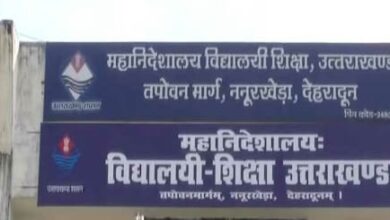 महानिदेशालय विद्यालयी शिक्षा, उत्तराखण्ड
तपोवन मार्ग, ननूरखेड़ा, देहरादून
पिन कोड-
महानिदेशालयः
विद्यालयी-शिक्षा उत्तराखण्ड
तपोवनमार्गम्, ननूरखेड़ा, देहरादूनम् ।